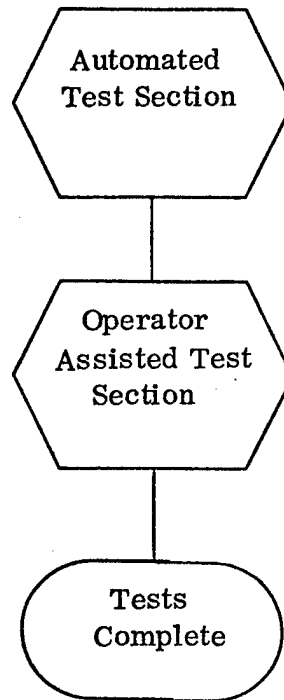 Automated
Test Section
Operator
Assisted Test
Section
Tests
Complete